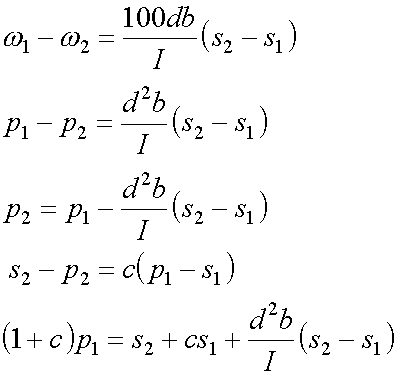 ω₁ − ω₂ = 100db/I (s₂ − s₁)
p₁ − p₂ = d²b/I (s₂ − s₁)
p₂ = p₁ − d²b/I (s₂ − s₁)
s₂ − p₂ = c(p₁ − s₁)
(1 + c)p₁ = s₂ + cs₁ + d²b/I (s₂ − s₁)